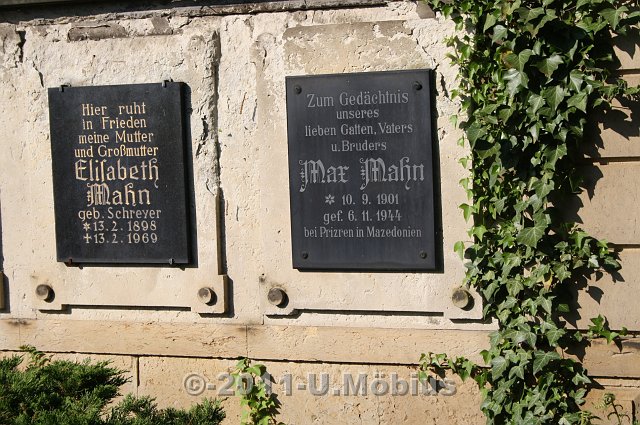 Hier ruht
in Frieden
meine Mutter
und Großmutter
Elisabeth
Mahn
geb. Schreyer
* 13. 2. 1898
✝ 13. 2. 1969
Zum Gedächtnis
unseres
lieben Gatten, Vaters
u. Bruders
Max Mahn
* 10. 9. 1901
gef. 6. 11. 1944
bei Prizren in Mazedonien
©2011-U.Möbius